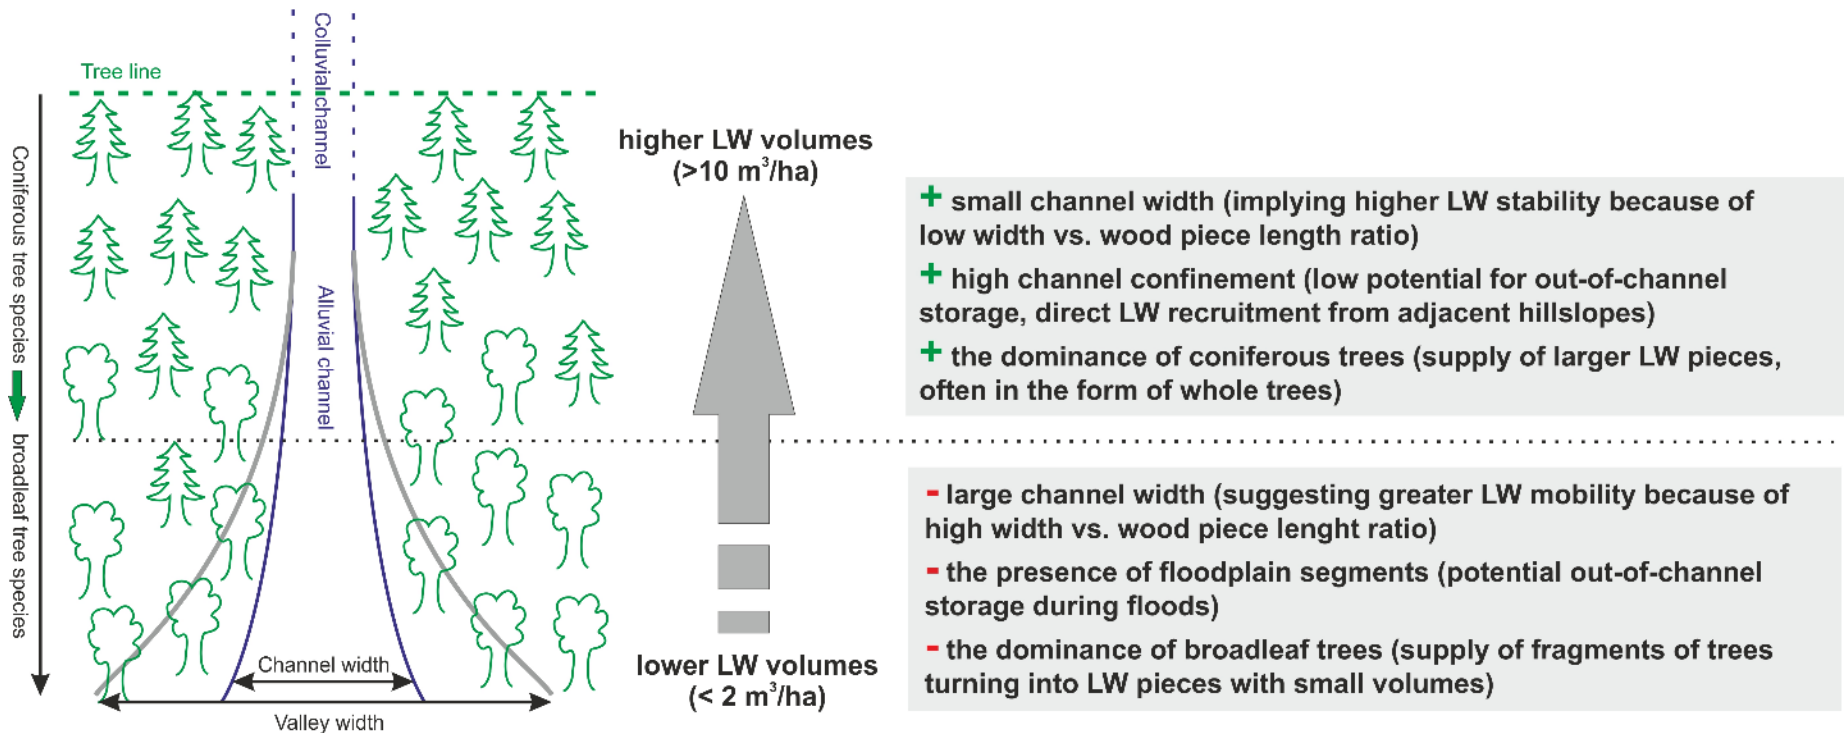 Tree line
Colluvial channel
Alluvial channel
Coniferous tree species
broadleaf tree species
Channel width
Valley width
higher LW volumes
(>10 m³/ha)
lower LW volumes
(< 2 m³/ha)
+ small channel width (implying higher LW stability because of
low width vs. wood piece length ratio)
+ high channel confinement (low potential for out-of-channel
storage, direct LW recruitment from adjacent hillslopes)
+ the dominance of coniferous trees (supply of larger LW pieces,
often in the form of whole trees)
- large channel width (suggesting greater LW mobility because of
high width vs. wood piece lenght ratio)
- the presence of floodplain segments (potential out-of-channel
storage during floods)
- the dominance of broadleaf trees (supply of fragments of trees
turning into LW pieces with small volumes)